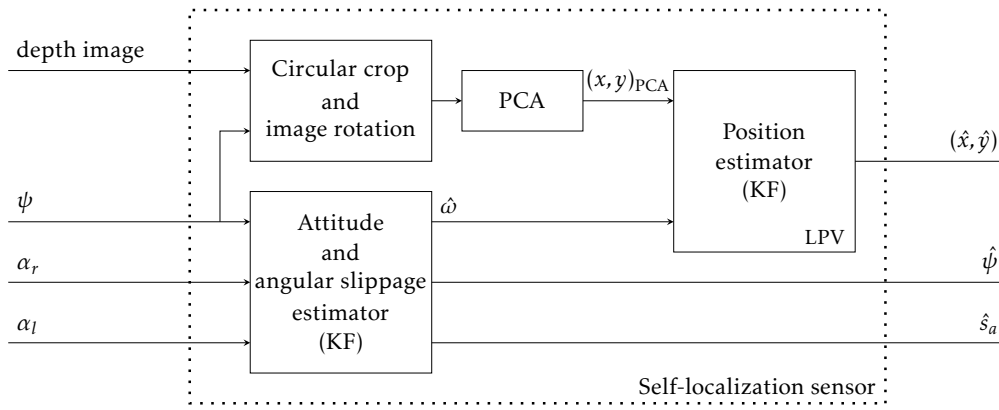 depth image
Circular crop
and
image rotation
PCA
(x, y)PCA
Position
estimator
(KF)
LPV
(x̂, ŷ)
ψ
αr
αl
Attitude
and
angular slippage
estimator
(KF)
ω̂
ψ̂
ŝa
Self-localization sensor